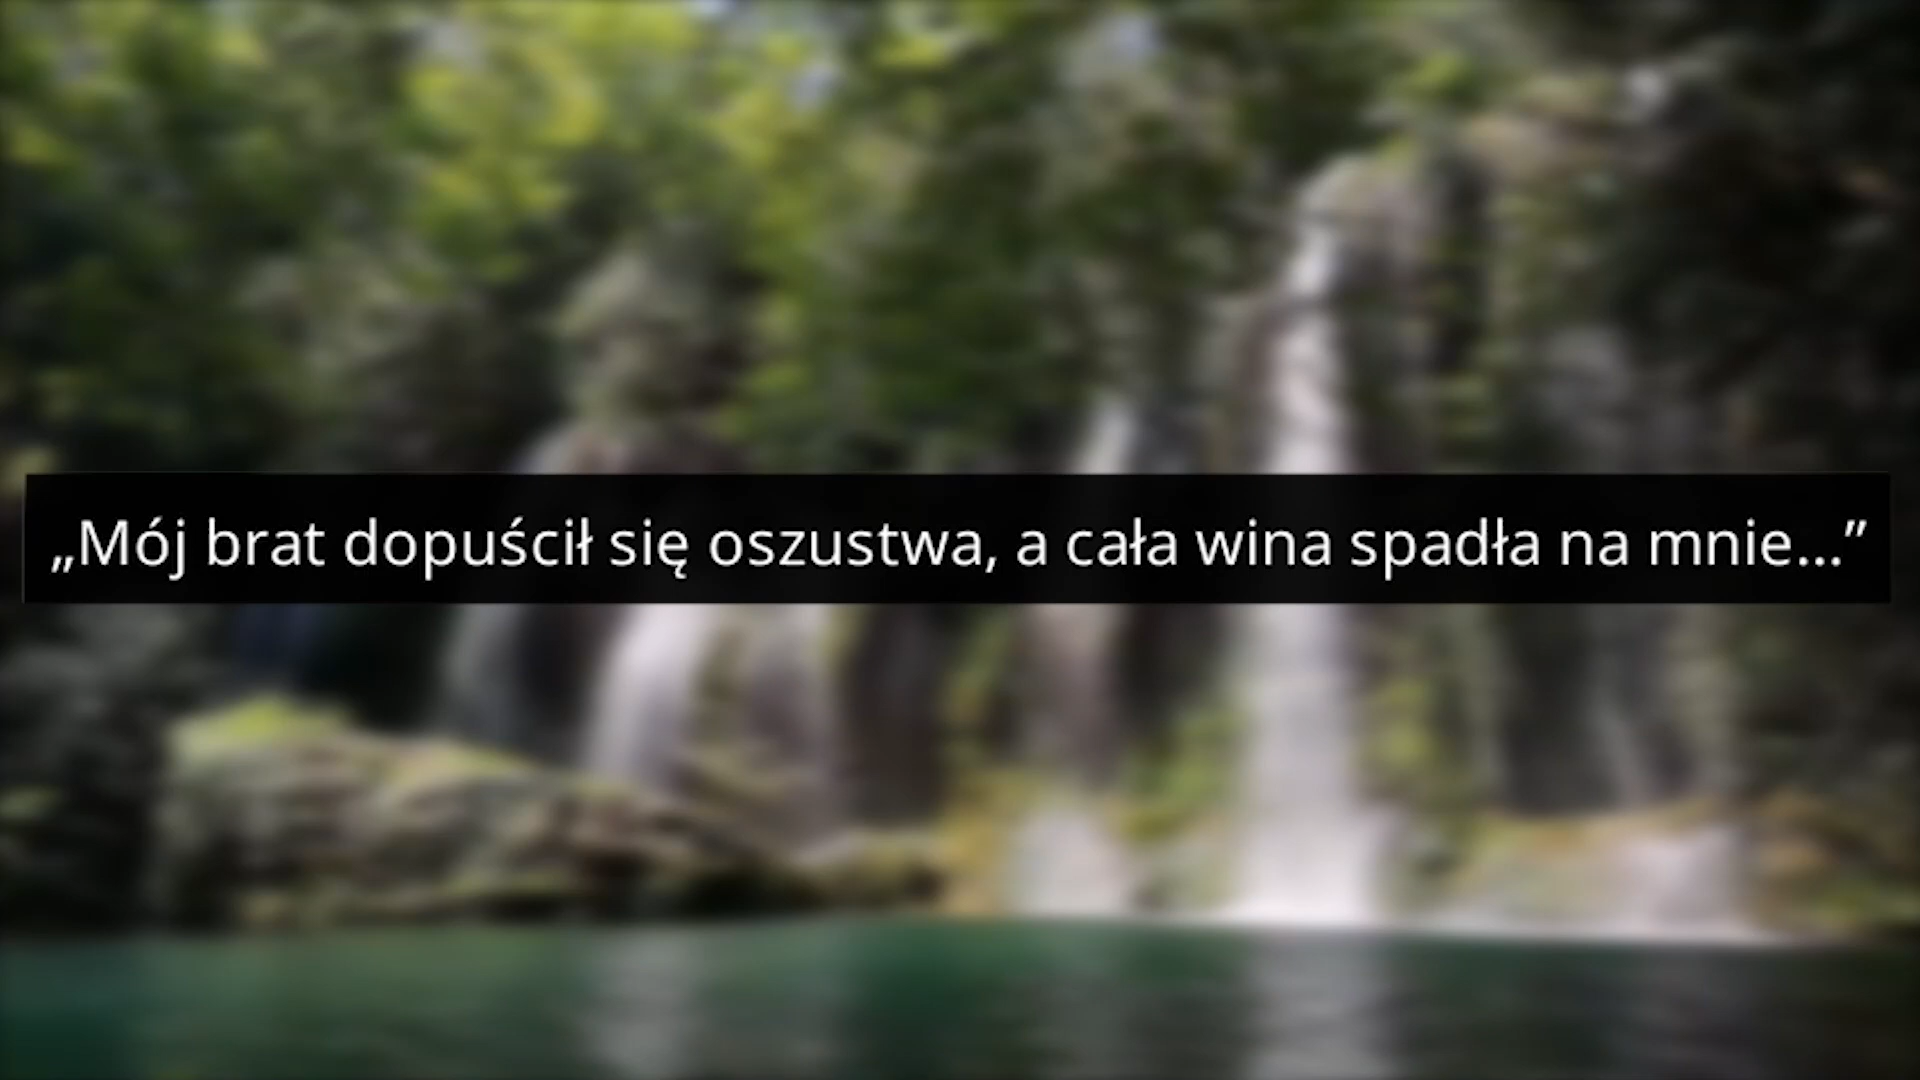 „Mój brat dopuścił się oszustwa, a cała wina spadła na mnie...”